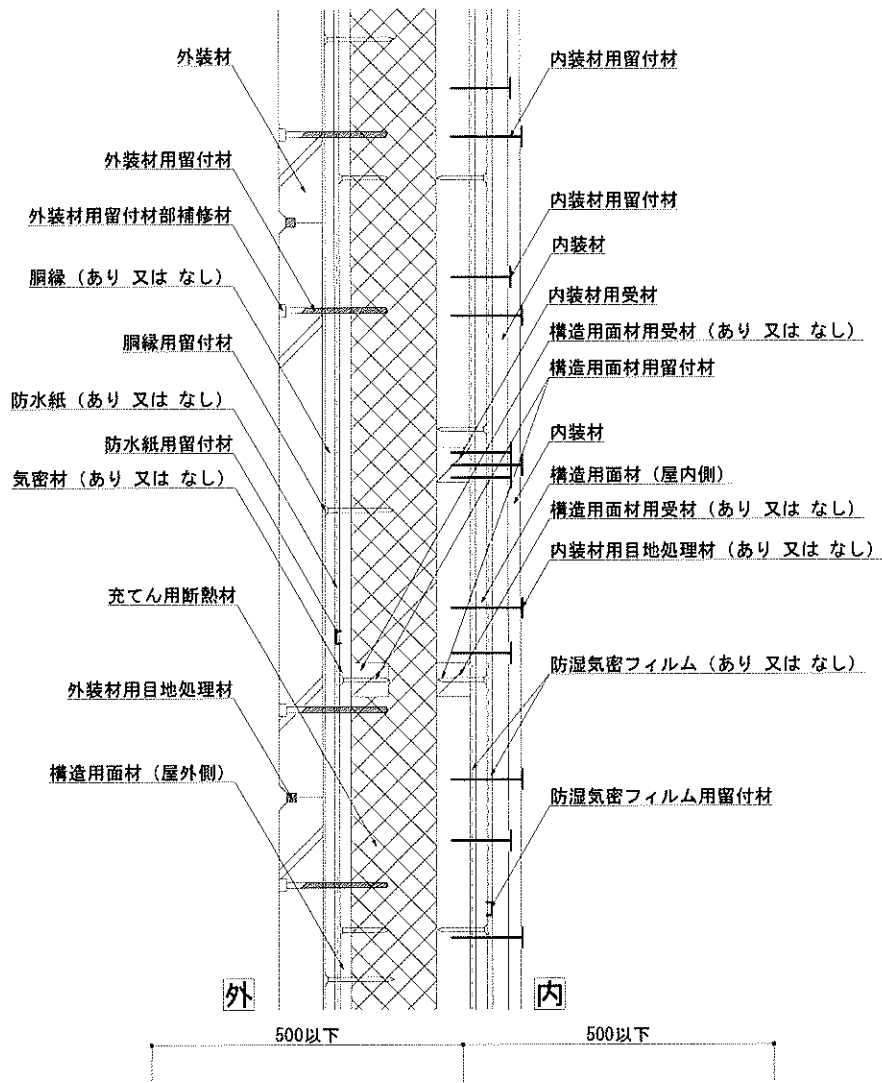 外装材
外装材用留付材
外装材用留付材部補修材
胴縁（あり 又は なし）
胴縁用留付材
防水紙（あり 又は なし）
防水紙用留付材
気密材（あり 又は なし）
充てん用断熱材
外装材用目地処理材
構造用面材（屋外側）
内装材用留付材
内装材用留付材
内装材
内装材用受材
構造用面材用受材（あり 又は なし）
構造用面材用留付材
内装材
構造用面材（屋内側）
構造用面材用受材（あり 又は なし）
内装材用目地処理材（あり 又は なし）
防湿気密フィルム（あり 又は なし）
防湿気密フィルム用留付材
外
内
500以下
500以下